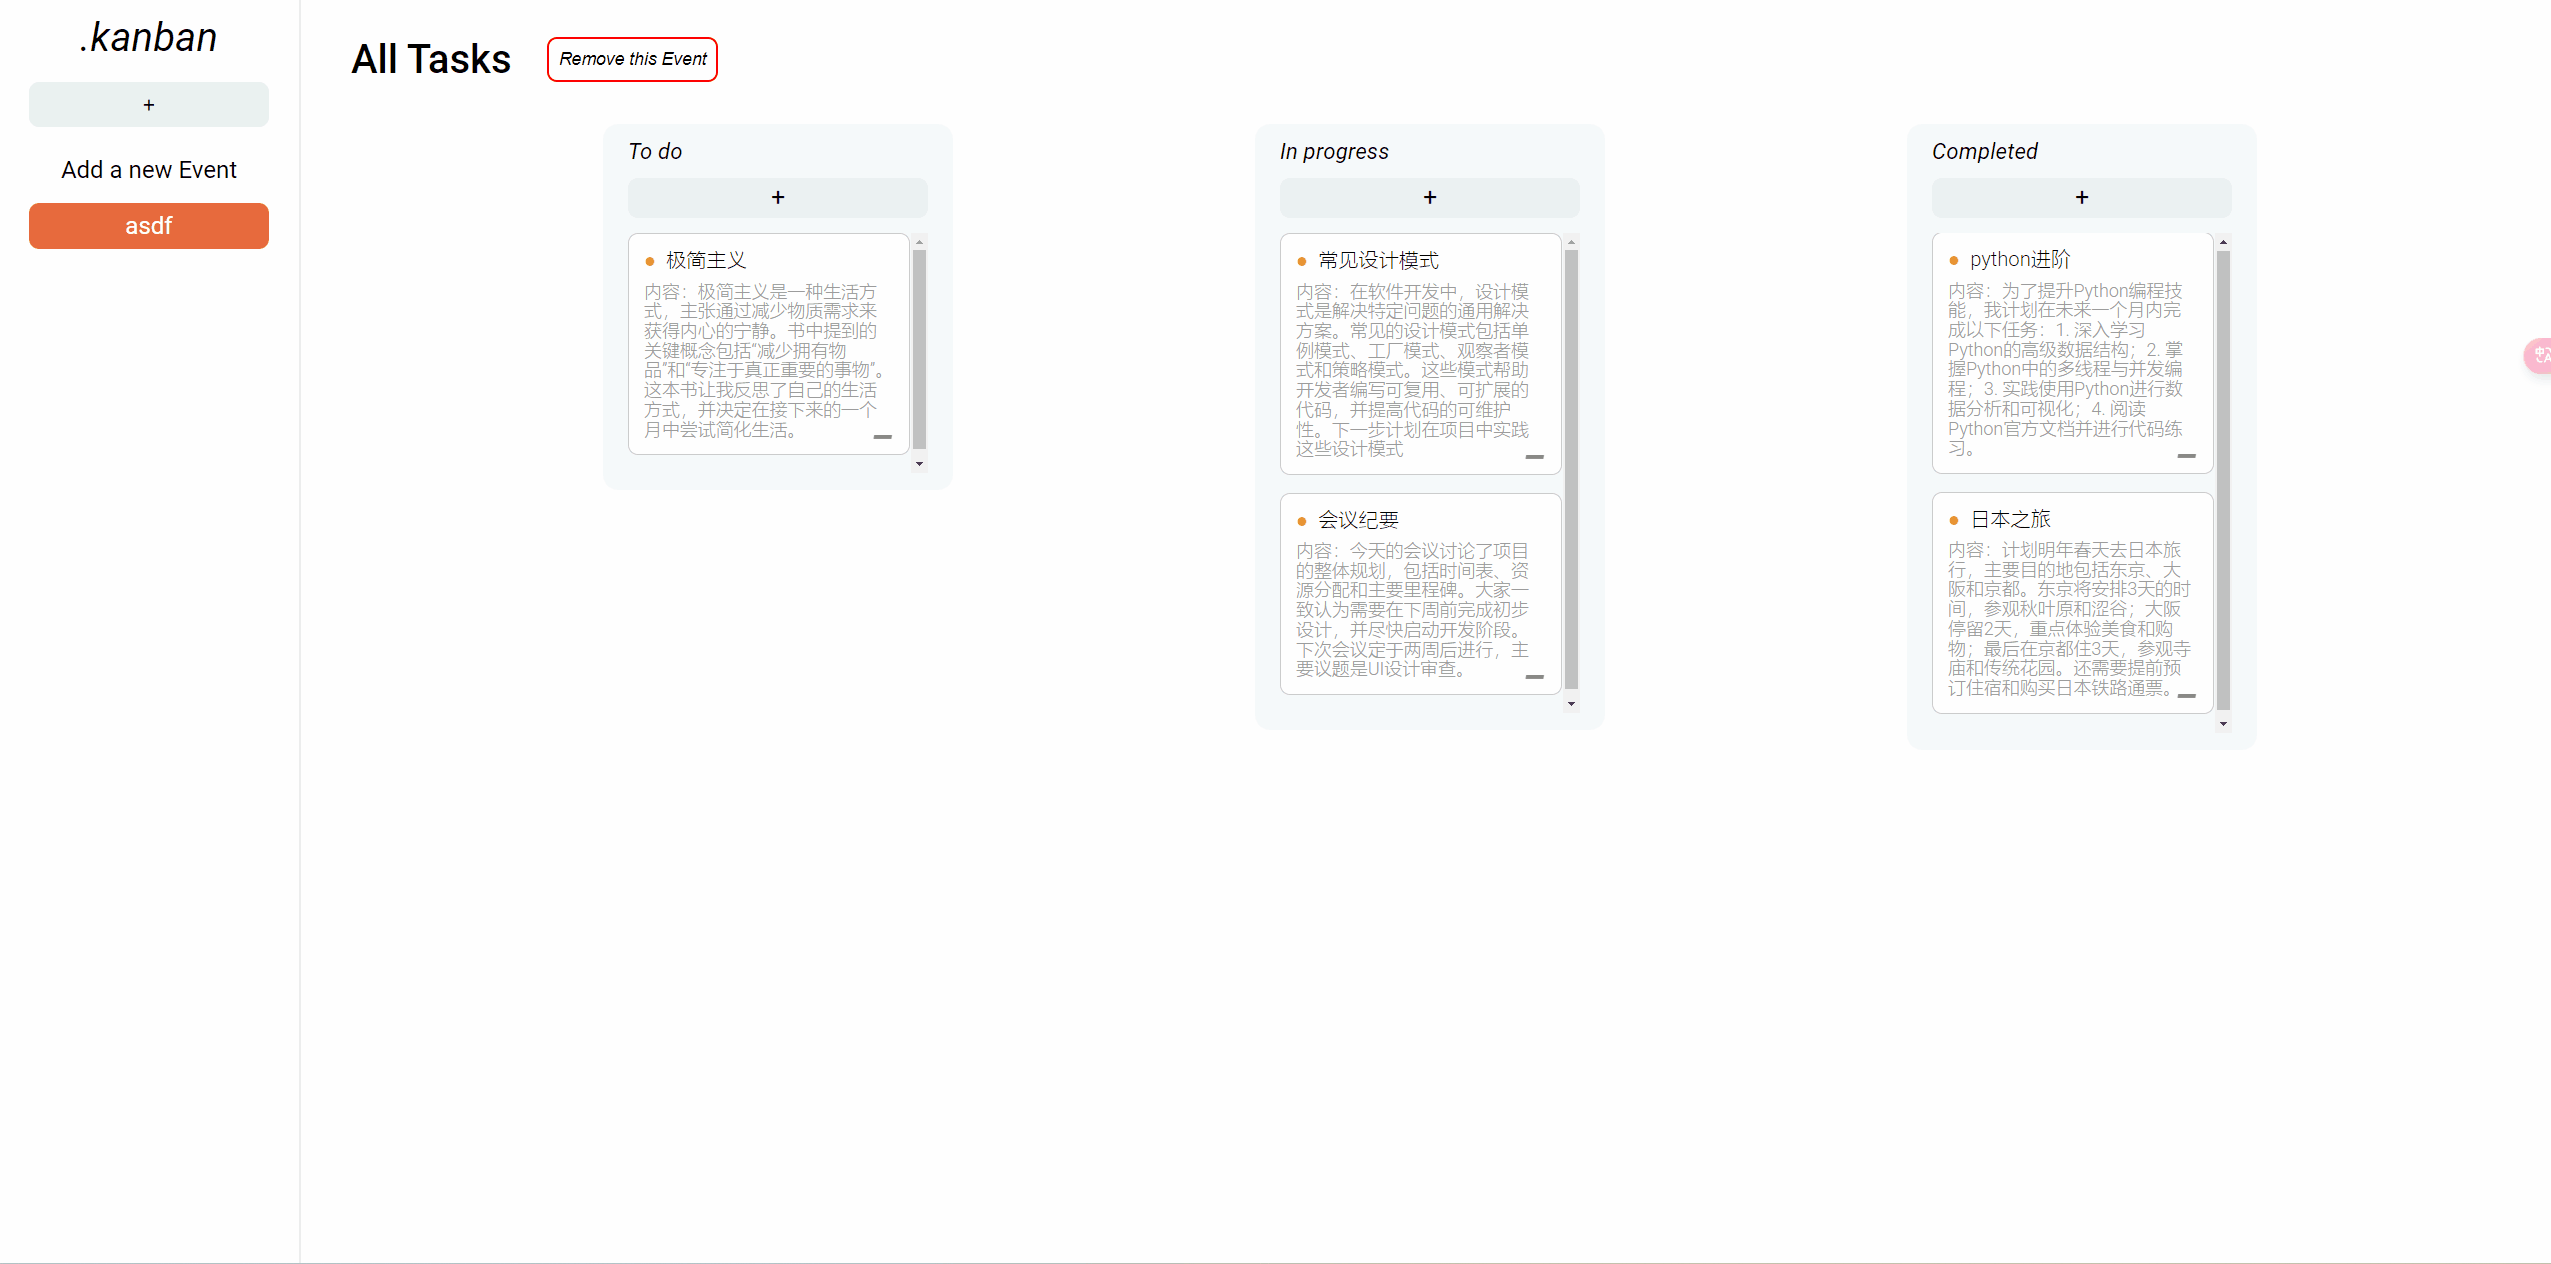 .kanban
+
Add a new Event
asdf
All Tasks
Remove this Event
To do
+
极简主义
内容：极简主义是一种生活方
式，主张通过减少物质需求来
获得内心的宁静。书中提到的
关键概念包括“减少拥有物
品”和“专注于真正重要的事物”。
这本书让我反思了自己的生活
方式，并决定在接下来的一个
月中尝试简化生活。
In progress
+
常见设计模式
内容：在软件开发中，设计模
式是解决特定问题的通用解决
方案。常见的设计模式包括单
例模式、工厂模式、观察者模
式和策略模式。这些模式帮助
开发者编写可复用、可扩展的
代码，并提高代码的可维护
性。下一步计划在项目中实践
这些设计模式
会议纪要
内容：今天的会议讨论了项目
的整体规划，包括时间表、资
源分配和主要里程碑。大家一
致认为需要在下周前完成初步
设计，并尽快启动开发阶段。
下次会议定于两周后进行，主
要议题是UI设计审查。
Completed
+
python进阶
内容：为了提升Python编程技
能，我计划在未来一个月内完
成以下任务：1. 深入学习
Python的高级数据结构；2. 掌
握Python中的多线程与并发编
程；3. 实践使用Python进行数
据分析和可视化；4. 阅读
Python官方文档并进行代码练
习。
日本之旅
内容：计划明年春天去日本旅
行，主要目的地包括东京、大
阪和京都。东京将安排3天的时
间，参观秋叶原和涩谷；大阪
停留2天，重点体验美食和购
物；最后在京都住3天，参观寺
庙和传统花园。还需要提前预
订住宿和购买日本铁路通票。